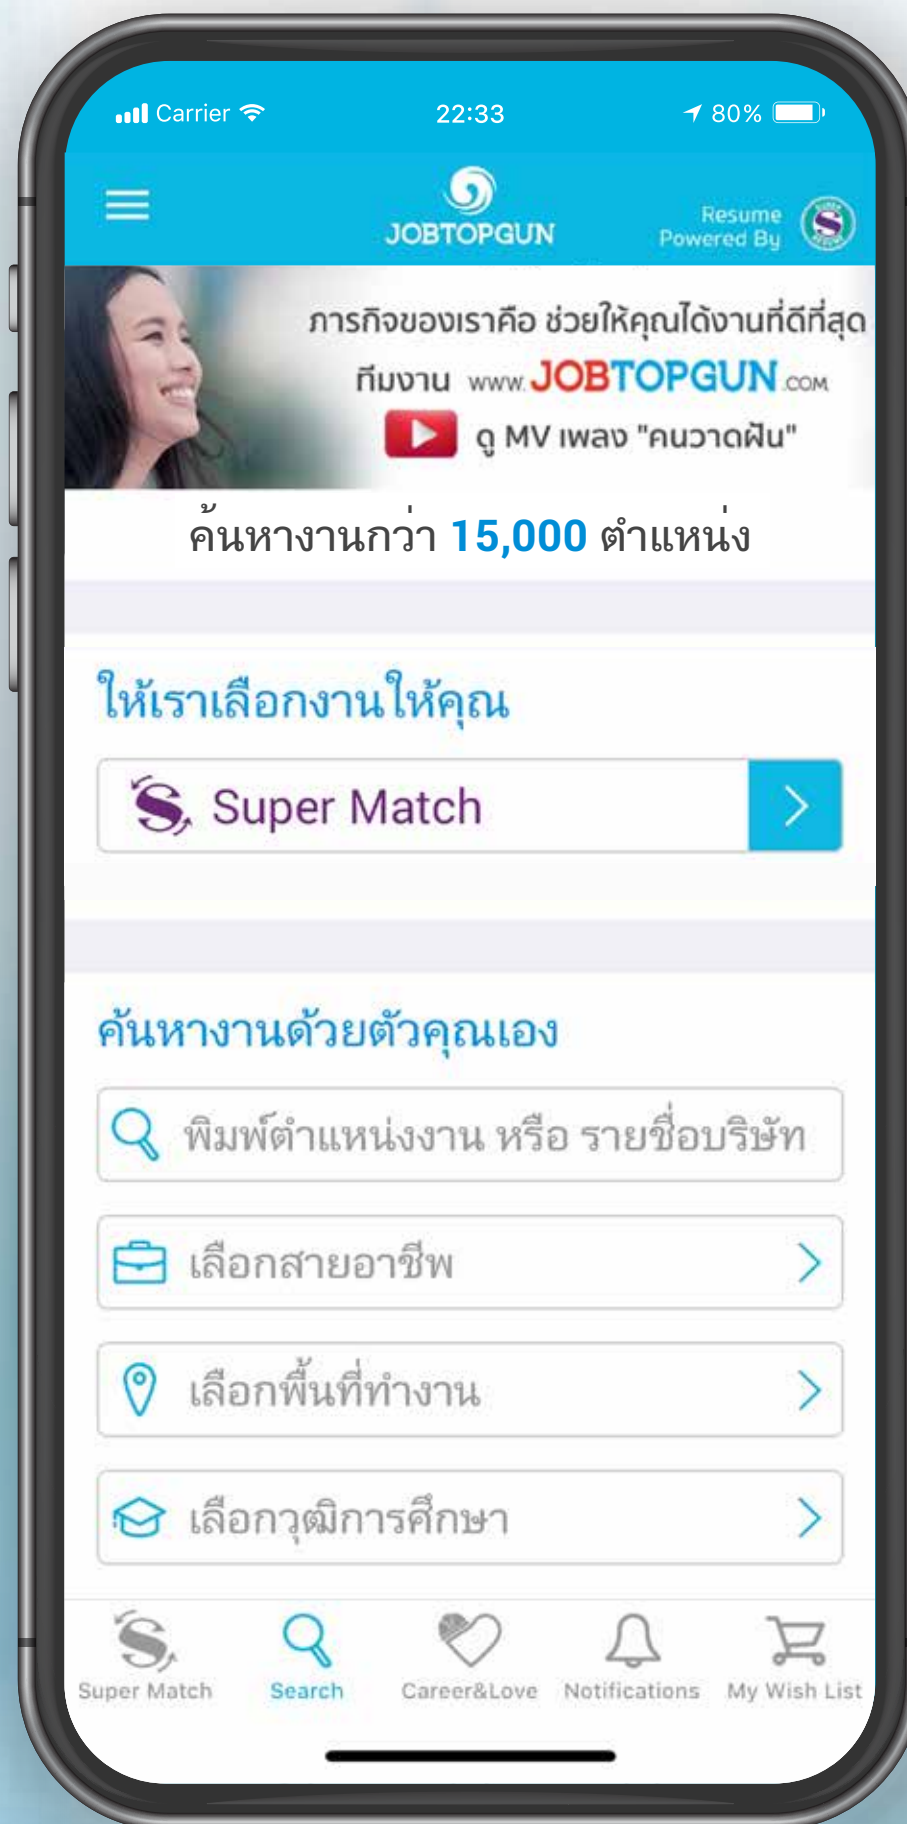 Carrier 22:33 80%
JOBTOPGUN
Resume
Powered By
SUPER
S
RESUME
ภารกิจของเราคือ ช่วยให้คุณได้งานที่ดีที่สุด
ทีมงาน www.JOBTOPGUN.COM
ดู MV เพลง "คนวาดฝัน"
ค้นหางานกว่า 15,000 ตำแหน่ง
ให้เราเลือกงานให้คุณ
S Super Match
ค้นหางานด้วยตัวคุณเอง
พิมพ์ตำแหน่งงาน หรือ รายชื่อบริษัท
เลือกสายอาชีพ
เลือกพื้นที่ทำงาน
เลือกวุฒิการศึกษา
Super Match Search Career&Love Notifications My Wish List